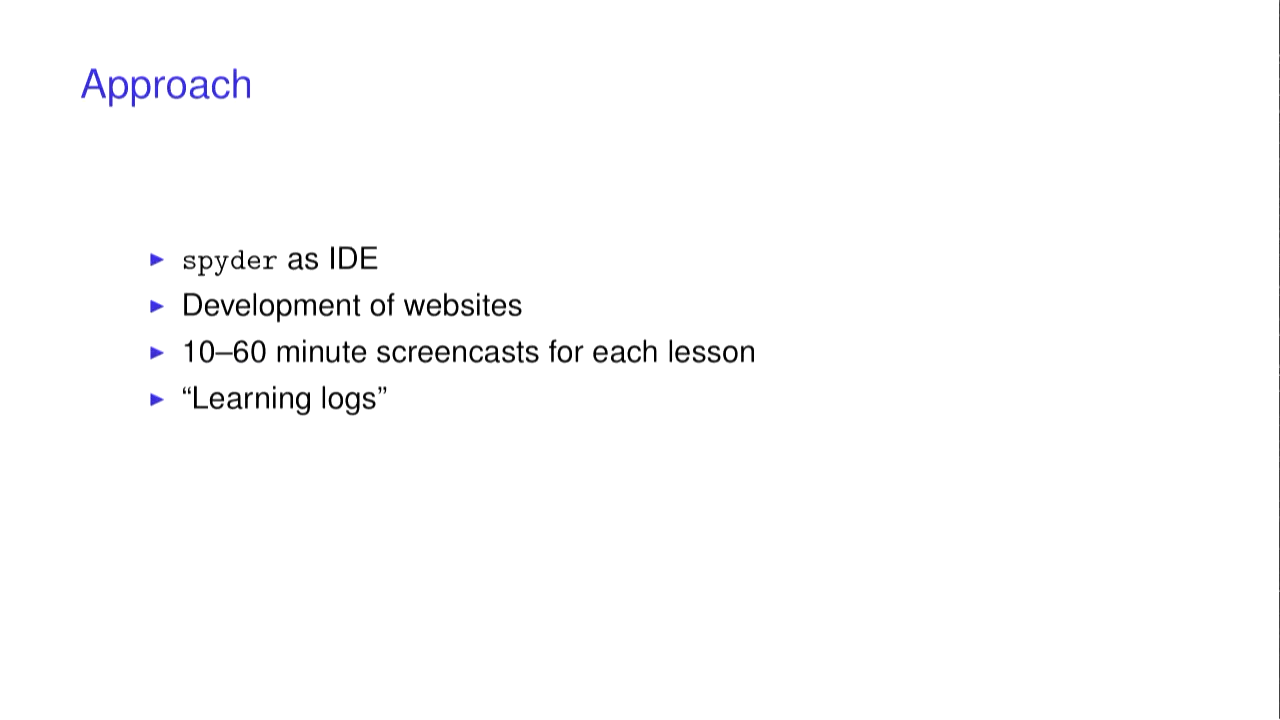 Approach
▶ spyder as IDE
▶ Development of websites
▶ 10–60 minute screencasts for each lesson
▶ “Learning logs”